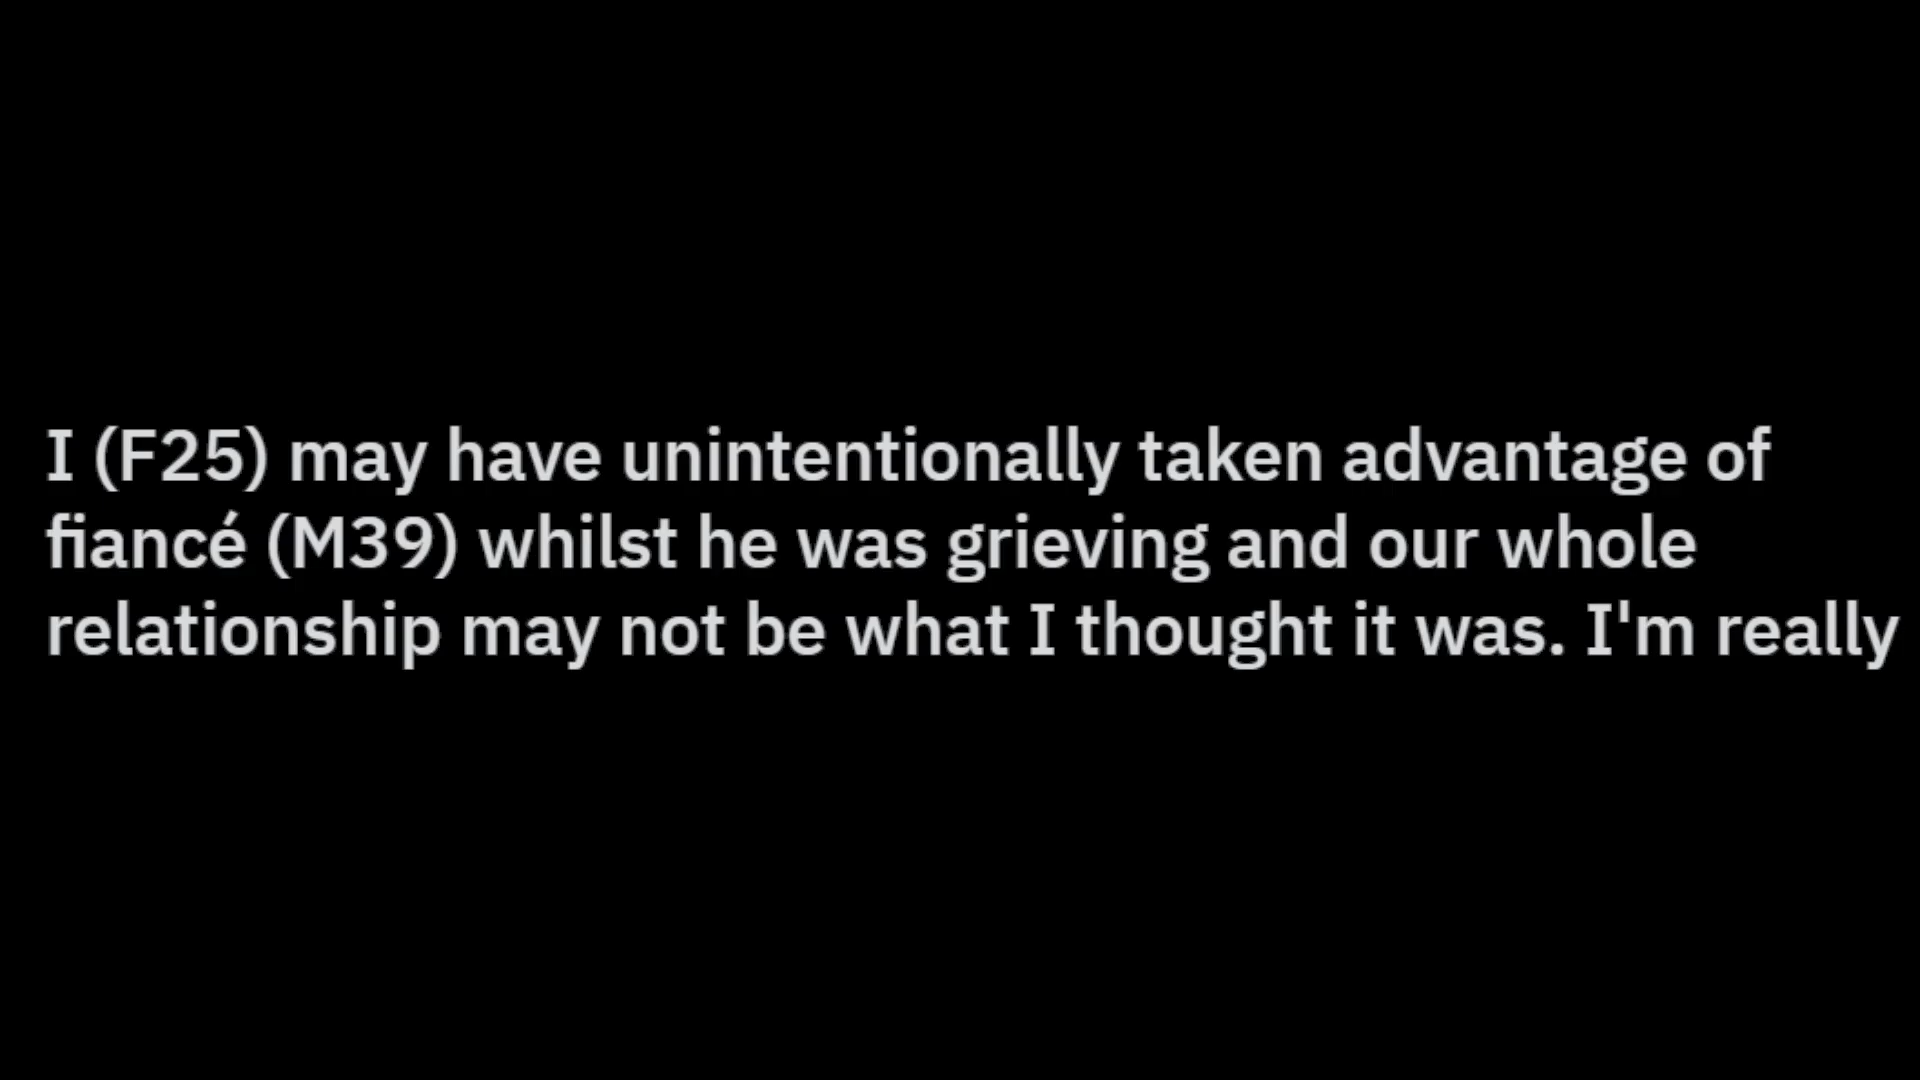 I (F25) may have unintentionally taken advantage of
fiancé (M39) whilst he was grieving and our whole
relationship may not be what I thought it was. I'm really